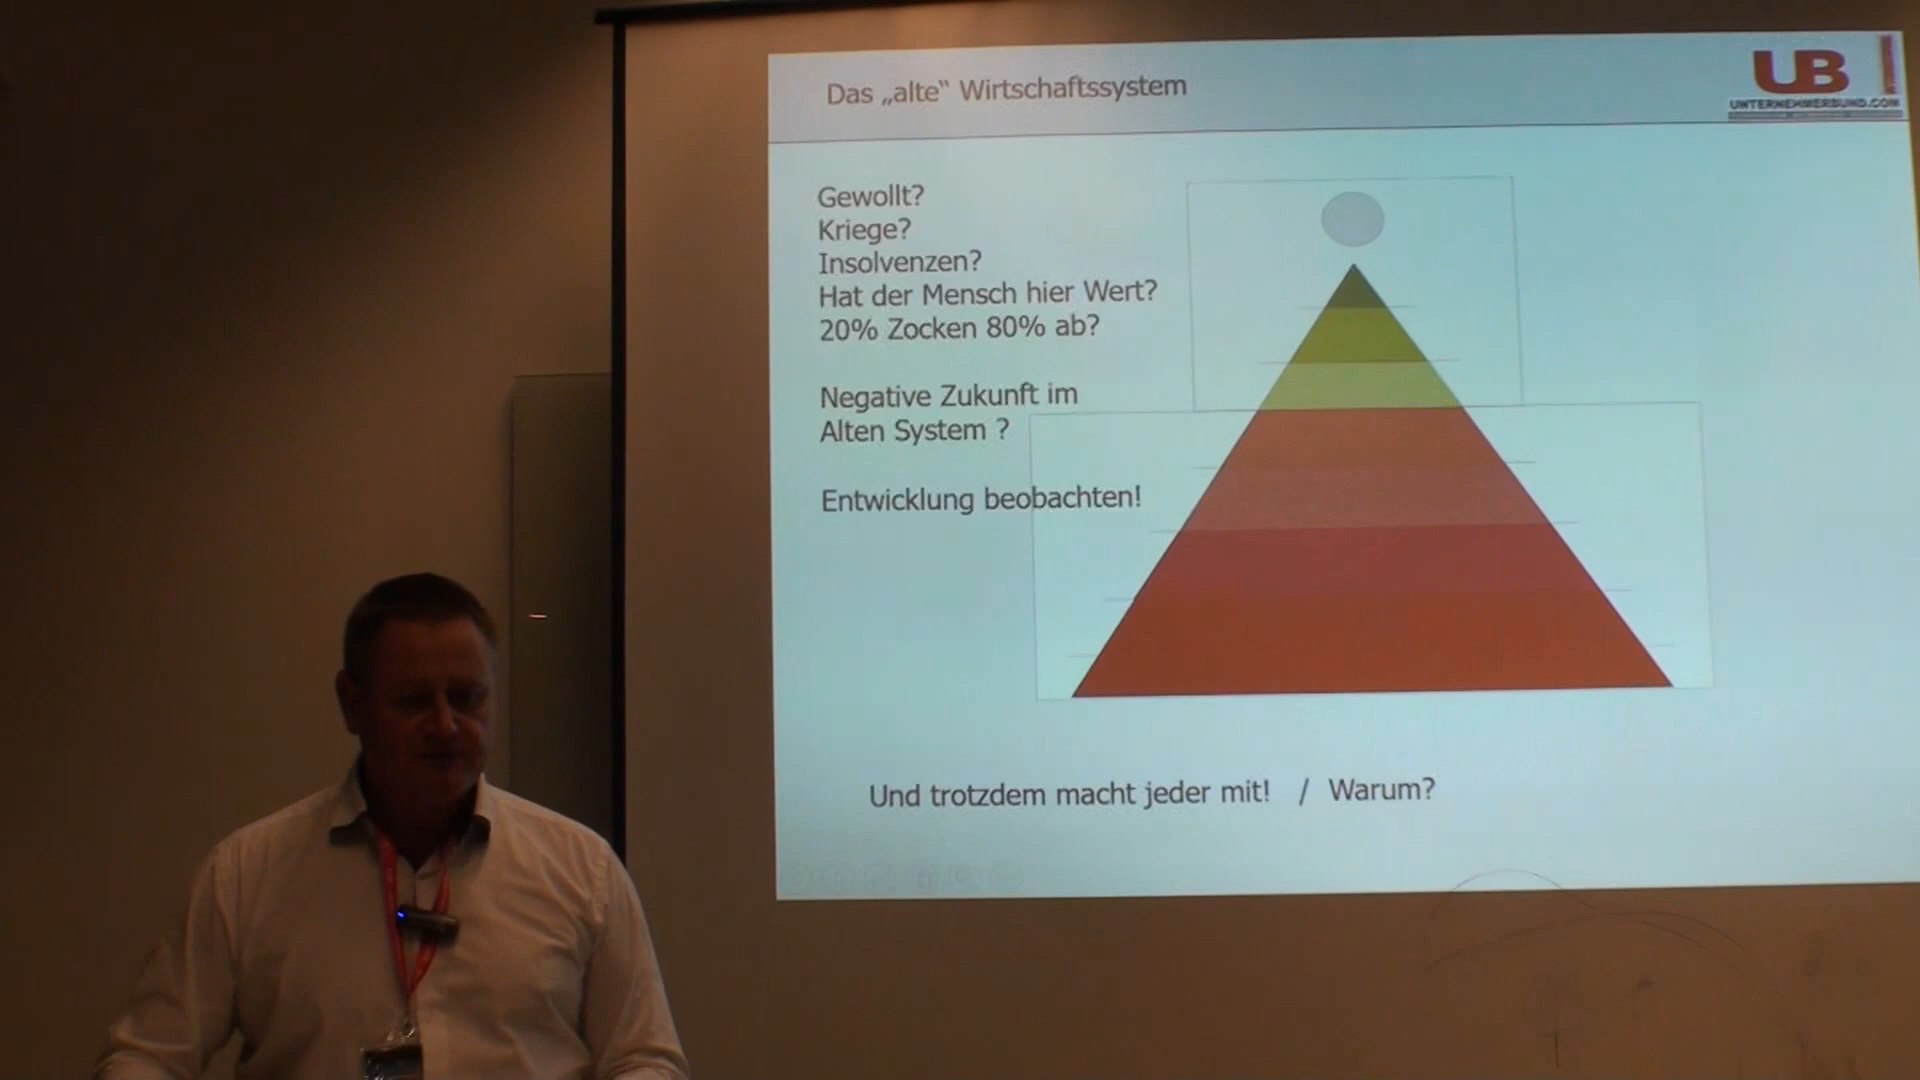 Das „alte“ Wirtschaftssystem
UB
UNTERNEHMERBUND.COM
Gewollt?
Kriege?
Insolvenzen?
Hat der Mensch hier Wert?
20% Zocken 80% ab?
Negative Zukunft im
Alten System ?
Entwicklung beobachten!
Und trotzdem macht jeder mit! / Warum?